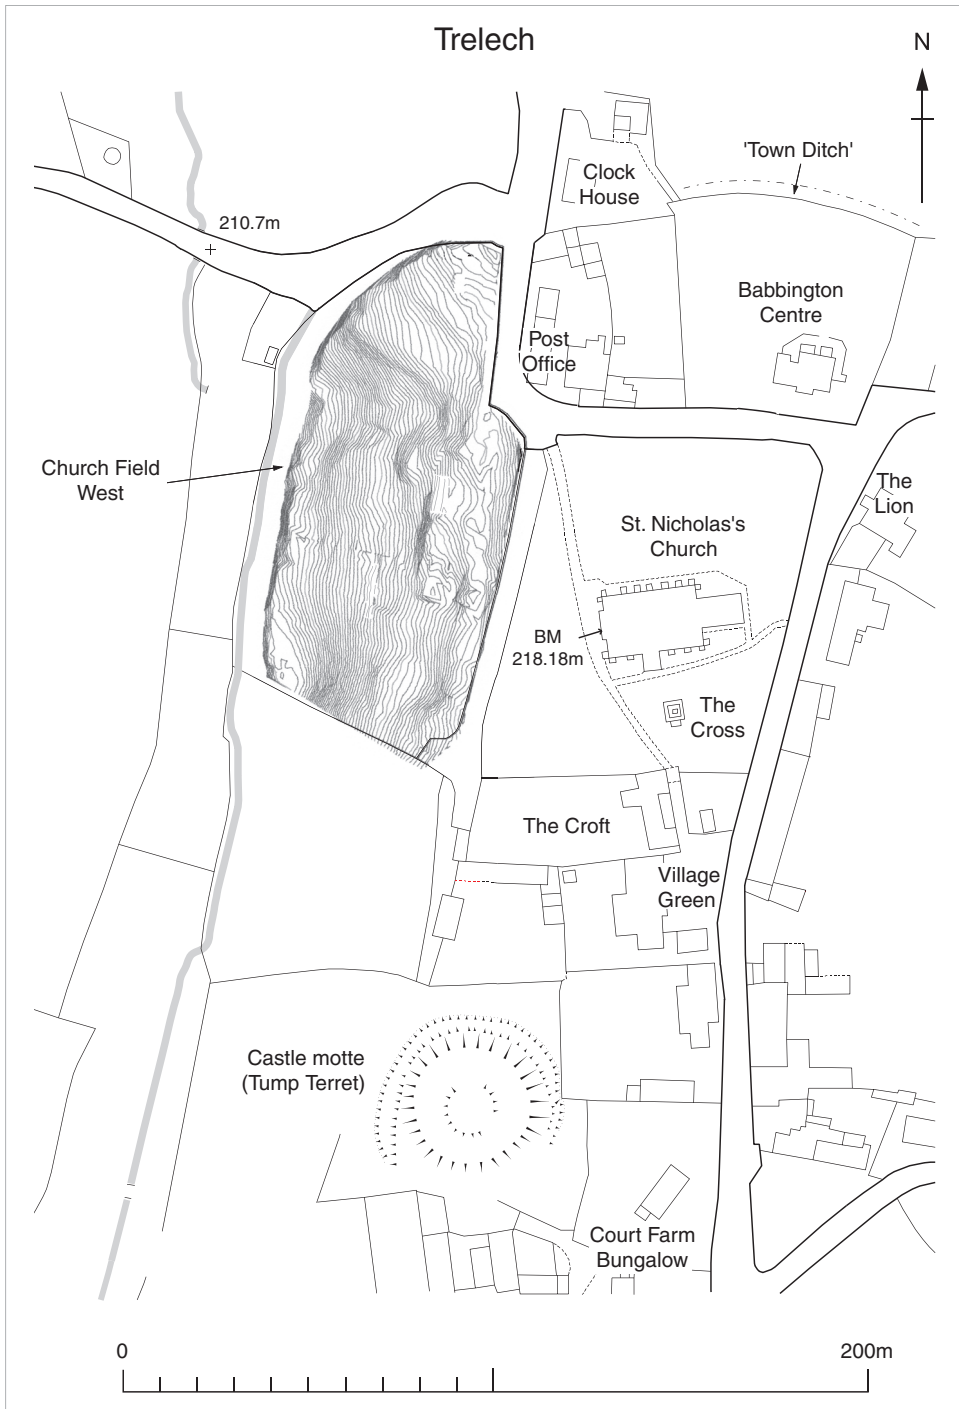 Trelech
N
'Town Ditch'
Clock
House
210.7m
Babbington
Centre
Post
Office
Church Field
West
The
Lion
St. Nicholas's
Church
BM
218.18m
The
Cross
The Croft
Village
Green
Castle motte
(Tump Terret)
Court Farm
Bungalow
0
200m